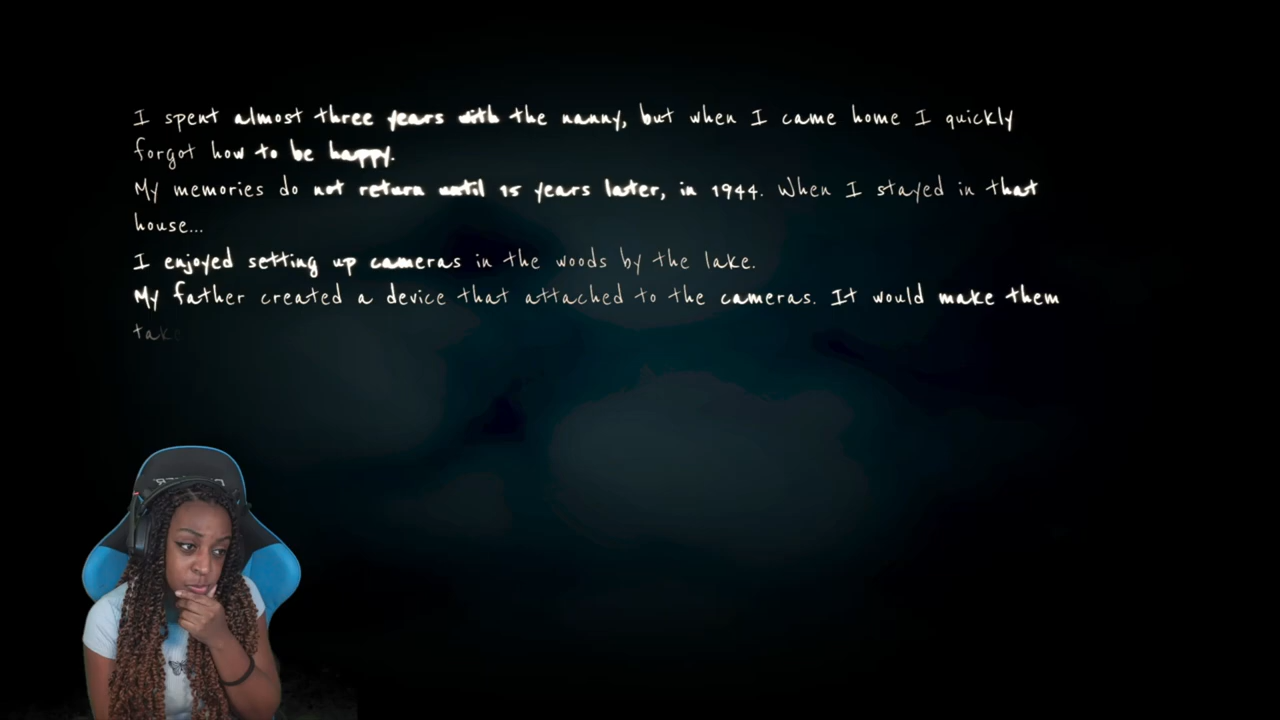 I spent almost three years with the nanny, but when I came home I quickly
forgot how to be happy.
My memories do not return until 15 years later, in 1944. When I stayed in that
house...
I enjoyed setting up cameras in the woods by the lake.
My father created a device that attached to the cameras. It would make them
take